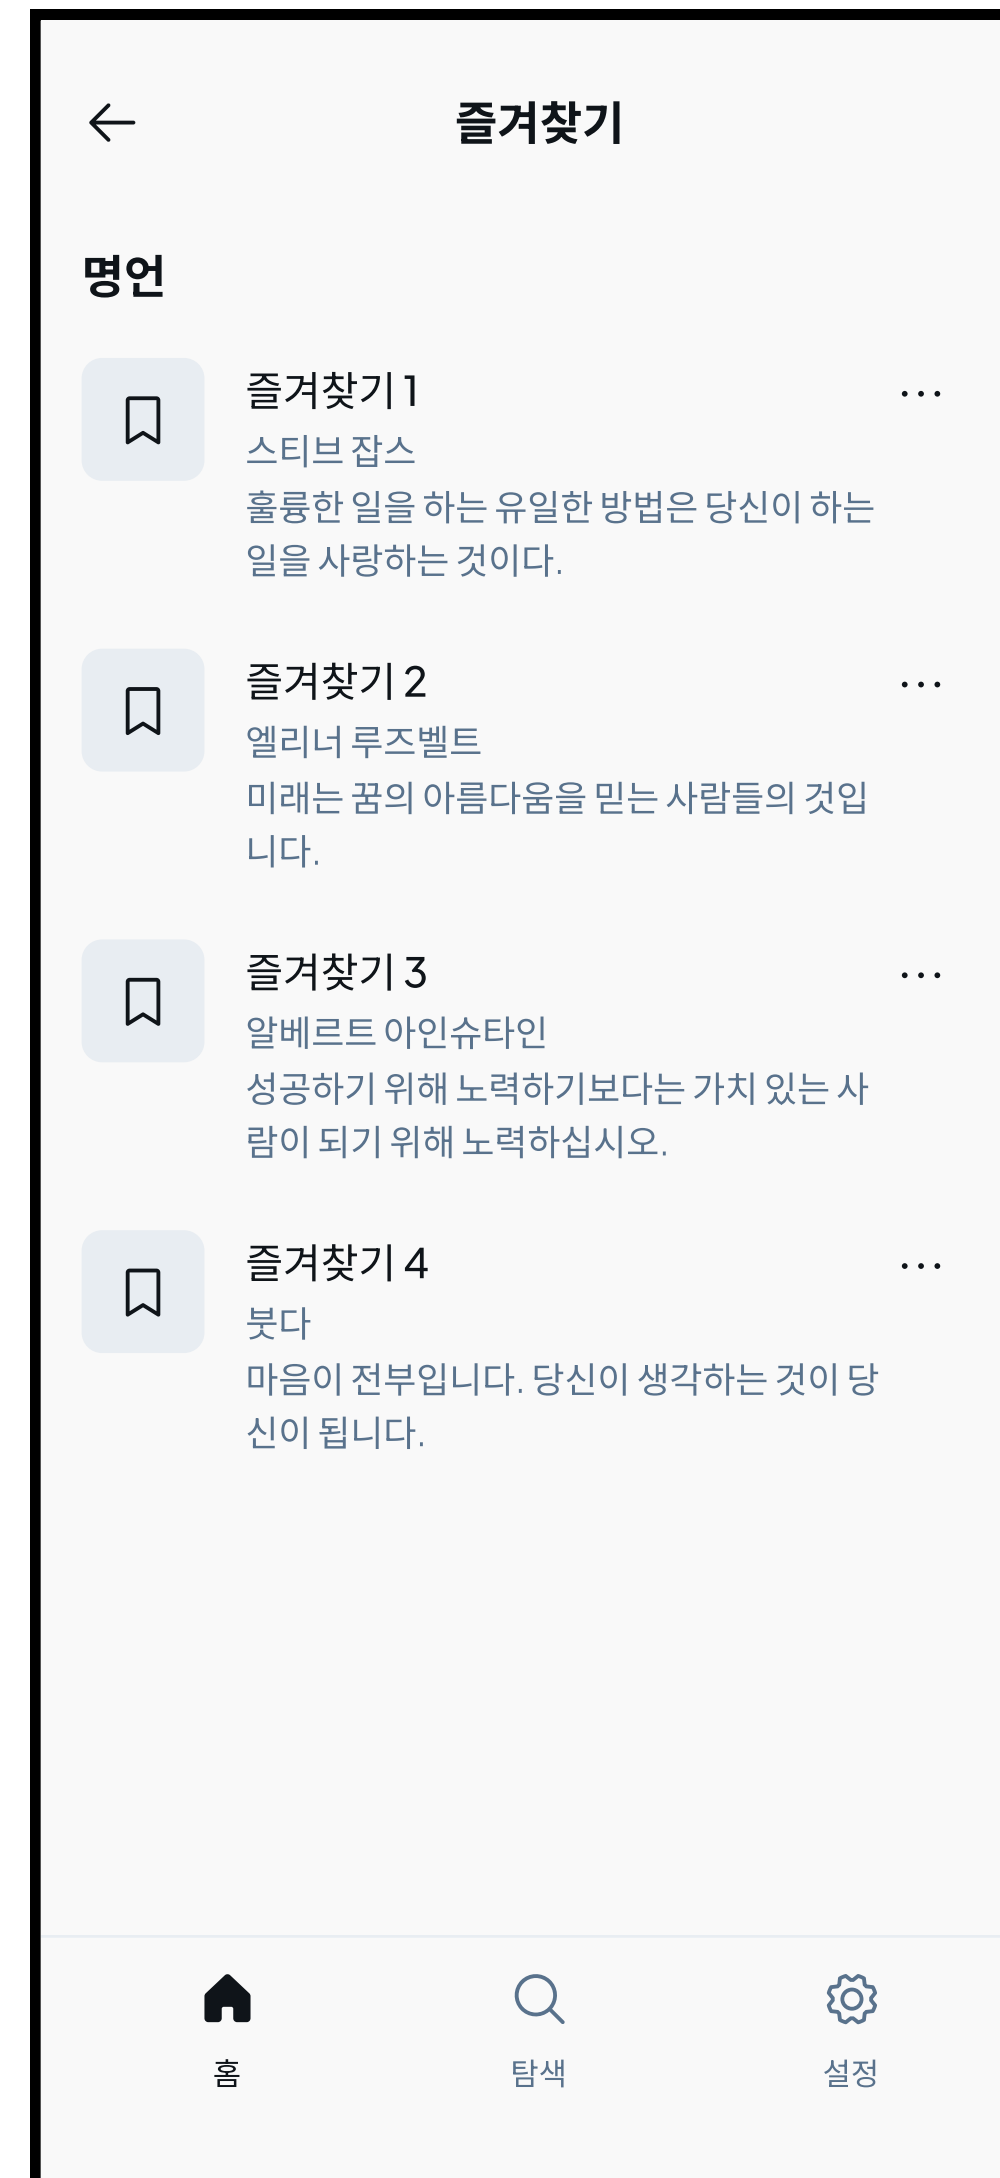 즐겨찾기
명언
즐겨찾기 1
스티브 잡스
훌륭한 일을 하는 유일한 방법은 당신이 하는
일을 사랑하는 것이다.
즐겨찾기 2
엘리너 루즈벨트
미래는 꿈의 아름다움을 믿는 사람들의 것입
니다.
즐겨찾기 3
알베르트 아인슈타인
성공하기 위해 노력하기보다는 가치 있는 사
람이 되기 위해 노력하십시오.
즐겨찾기 4
붓다
마음이 전부입니다. 당신이 생각하는 것이 당
신이 됩니다.
홈
탐색
설정